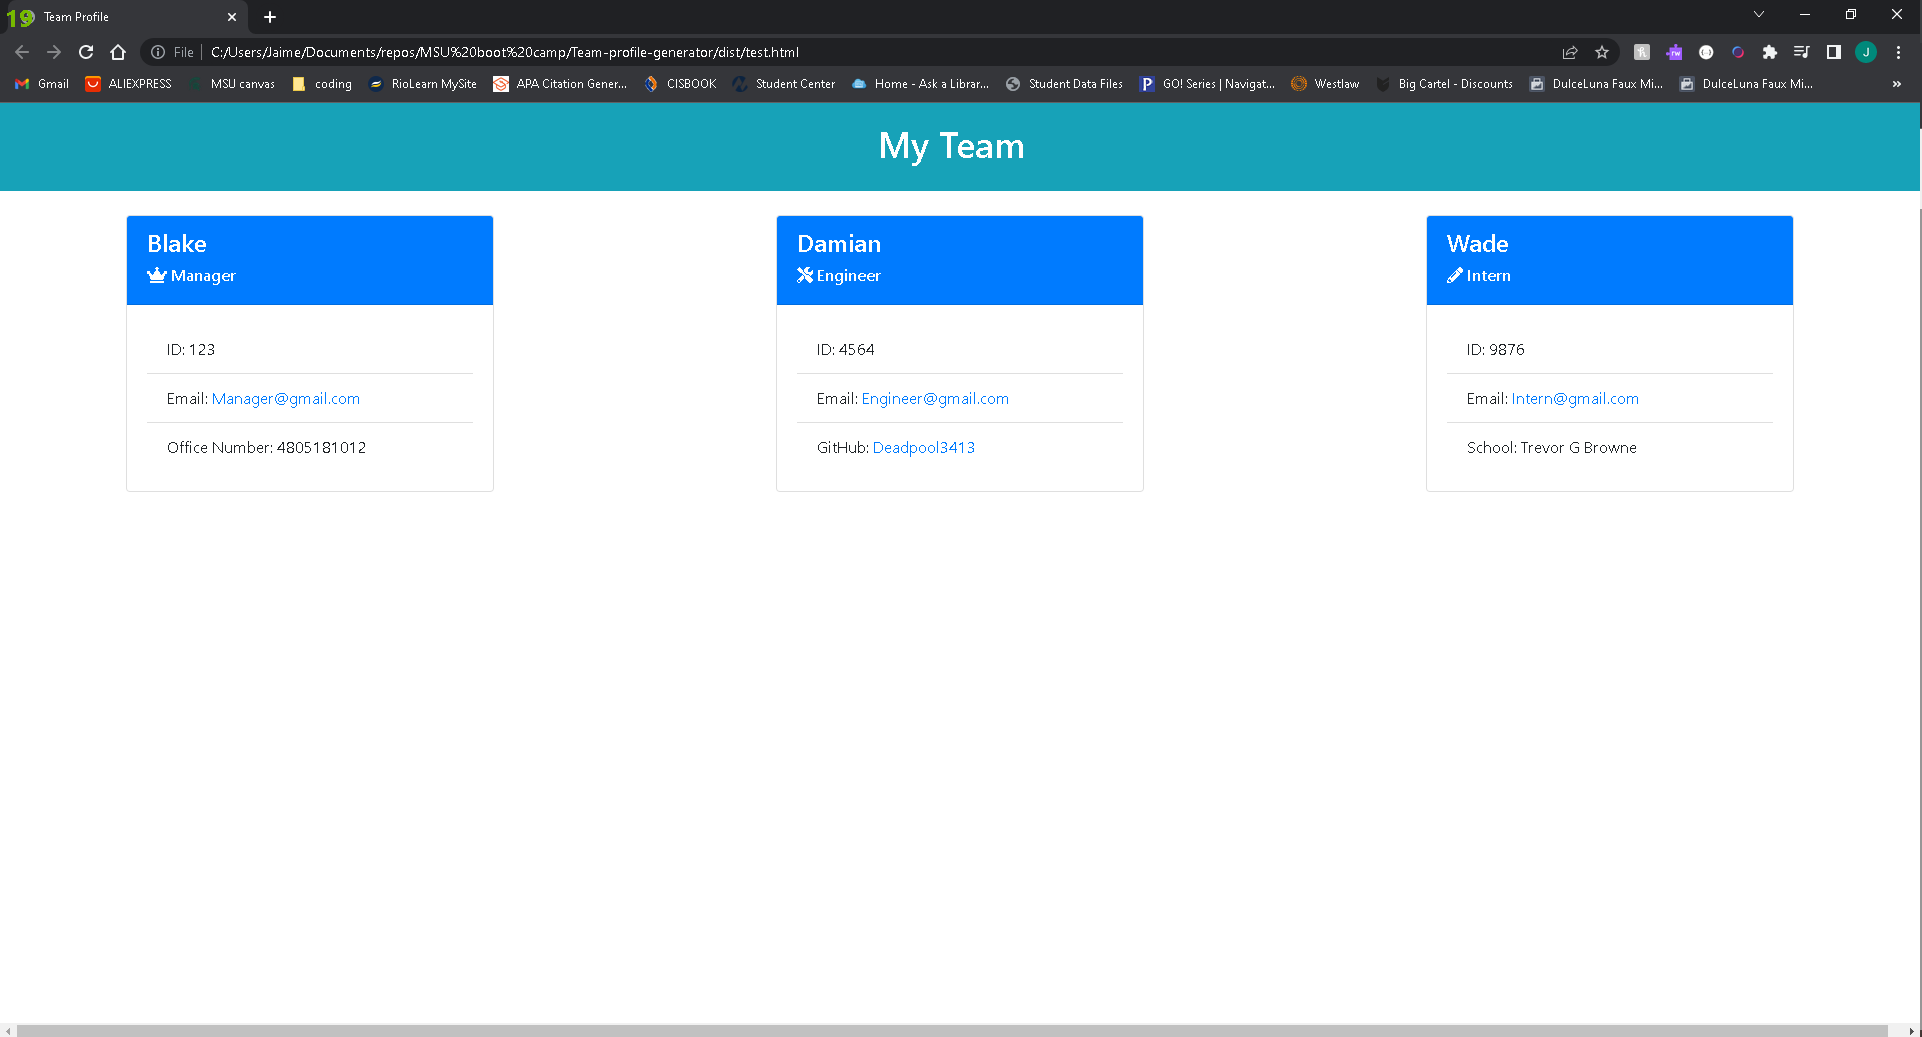 19 Team Profile
File C:/Users/Jaime/Documents/repos/MSU%20boot%20camp/Team-profile-generator/dist/test.html J
Gmail ALIEXPRESS MSU canvas coding RioLearn MySite APA Citation Gener... CISBOOK Student Center Home - Ask a Librar... Student Data Files GO! Series | Navigat... Westlaw Big Cartel - Discounts DulceLuna Faux Mi... DulceLuna Faux Mi... »
My Team
Blake
Manager
ID: 123
Email: Manager@gmail.com
Office Number: 4805181012
Damian
Engineer
ID: 4564
Email: Engineer@gmail.com
GitHub: Deadpool3413
Wade
Intern
ID: 9876
Email: Intern@gmail.com
School: Trevor G Browne